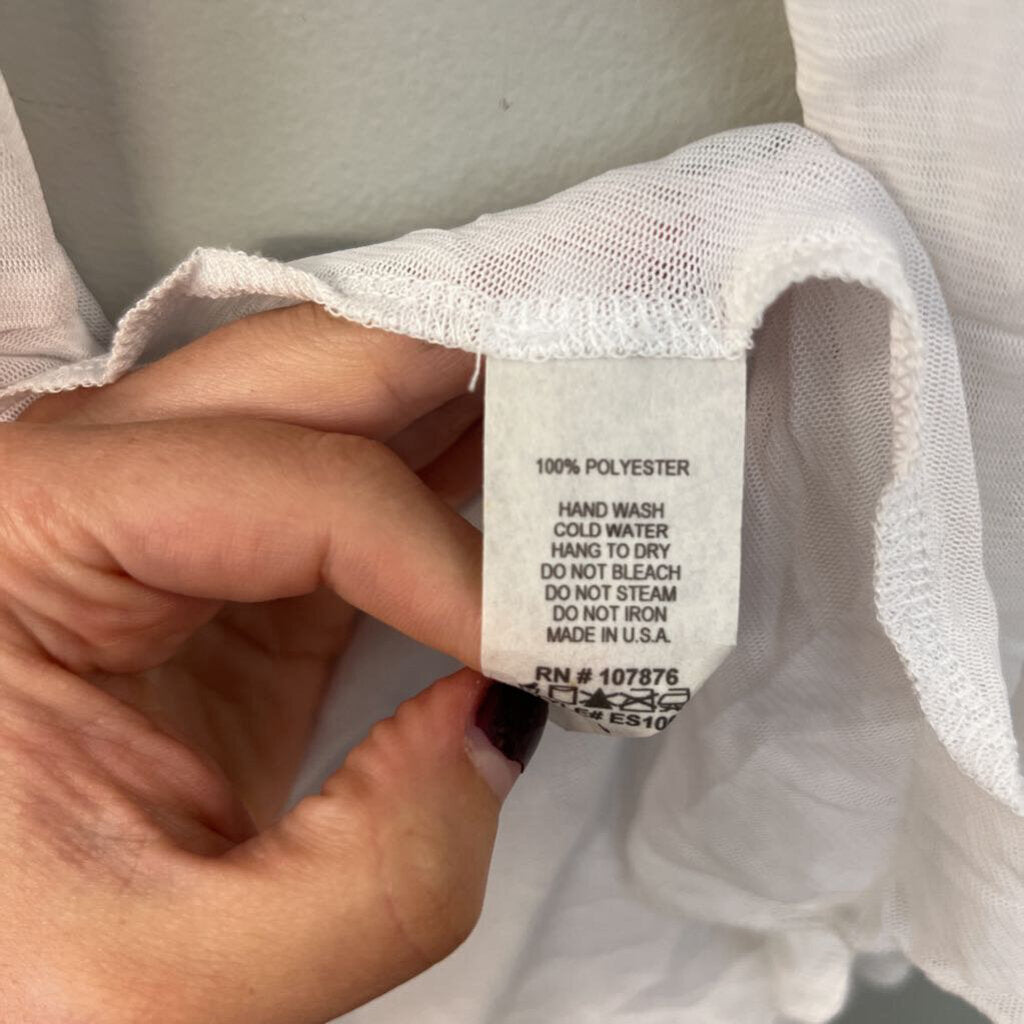 100% POLYESTER
HAND WASH
COLD WATER
HANG TO DRY
DO NOT BLEACH
DO NOT STEAM
DO NOT IRON
MADE IN U.S.A.
RN # 107876